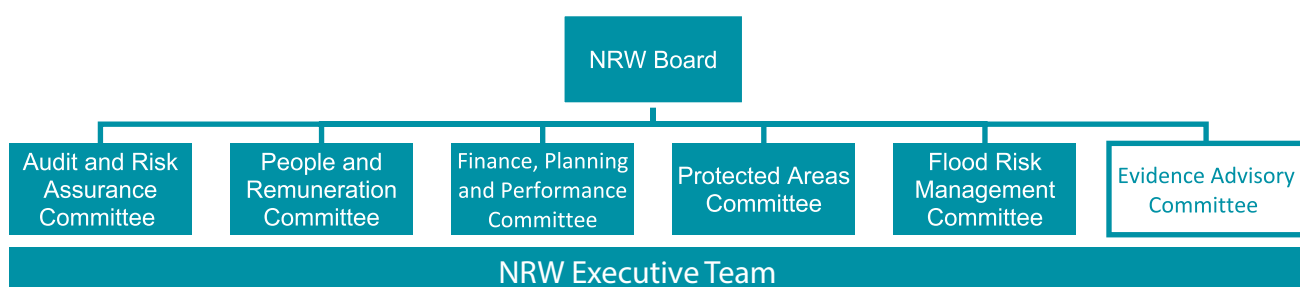 NRW Board
Audit and Risk
Assurance
Committee
People and
Remuneration
Committee
Finance, Planning
and Performance
Committee
Protected Areas
Committee
Flood Risk
Management
Committee
Evidence Advisory
Committee
NRW Executive Team